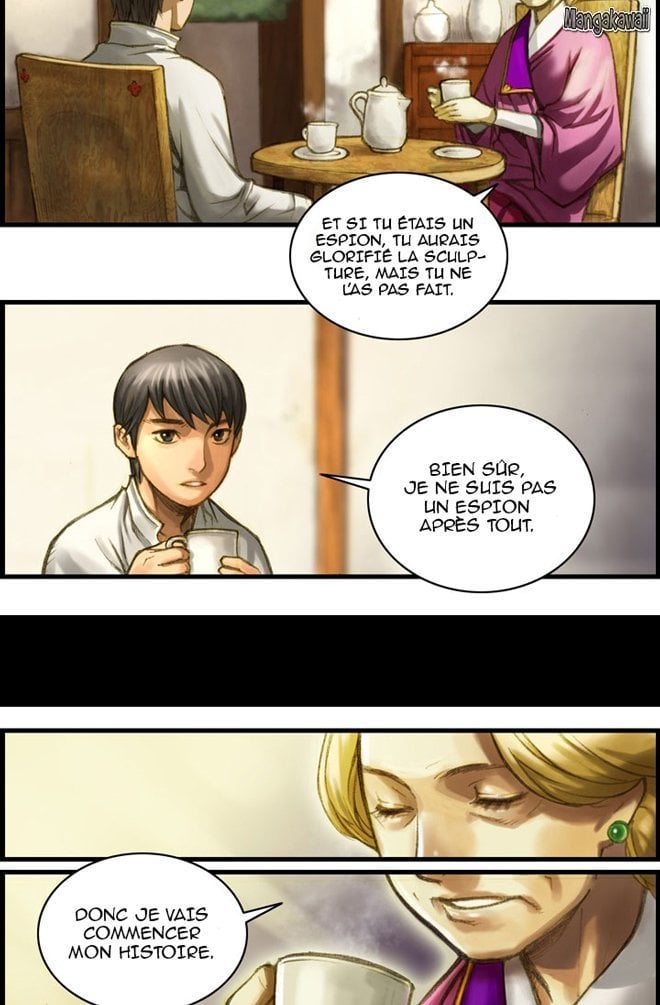 Mangakawaii
ET SI TU ÉTAIS UN
ESPION, TU AURAIS
GLORIFIÉ LA SCULP-
TURE, MAIS TU NE
L'AS PAS FAIT.
BIEN SÛR,
JE NE SUIS PAS
UN ESPION
APRÈS TOUT.
DONC JE VAIS
COMMENCER
MON HISTOIRE.